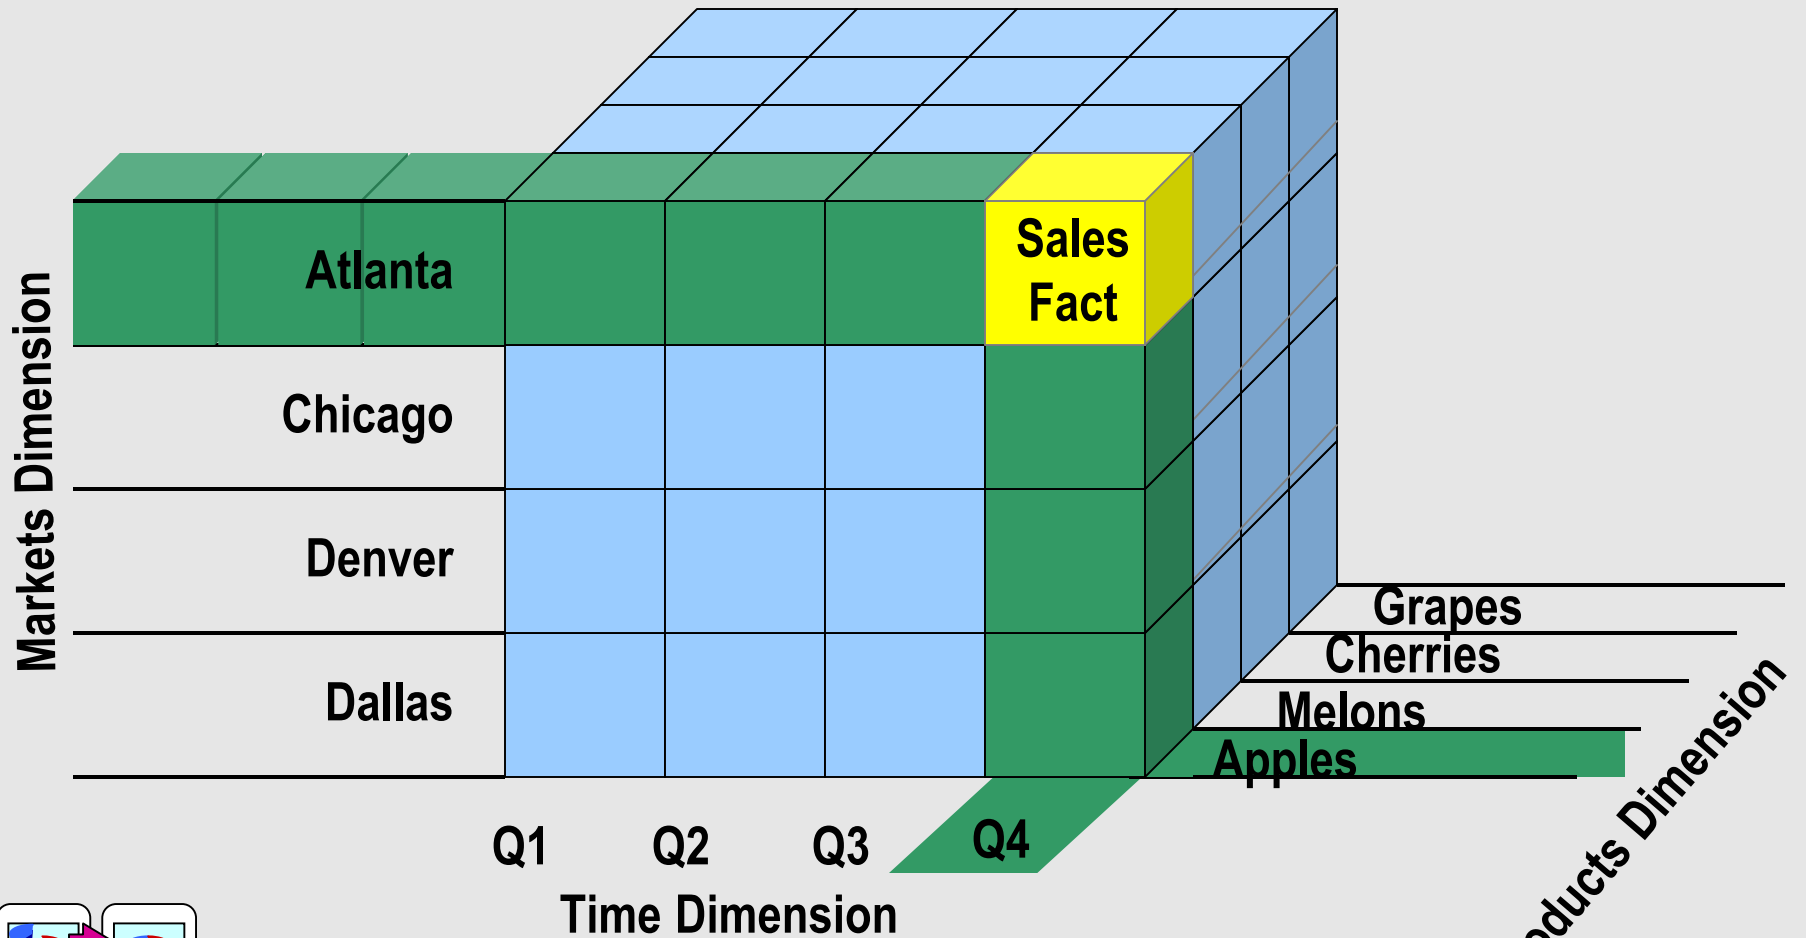 Markets Dimension
Atlanta
Sales
Fact
Chicago
Denver
Dallas
Grapes
Cherries
Melons
Apples
Q1
Q2
Q3
Q4
Time Dimension
Dimension